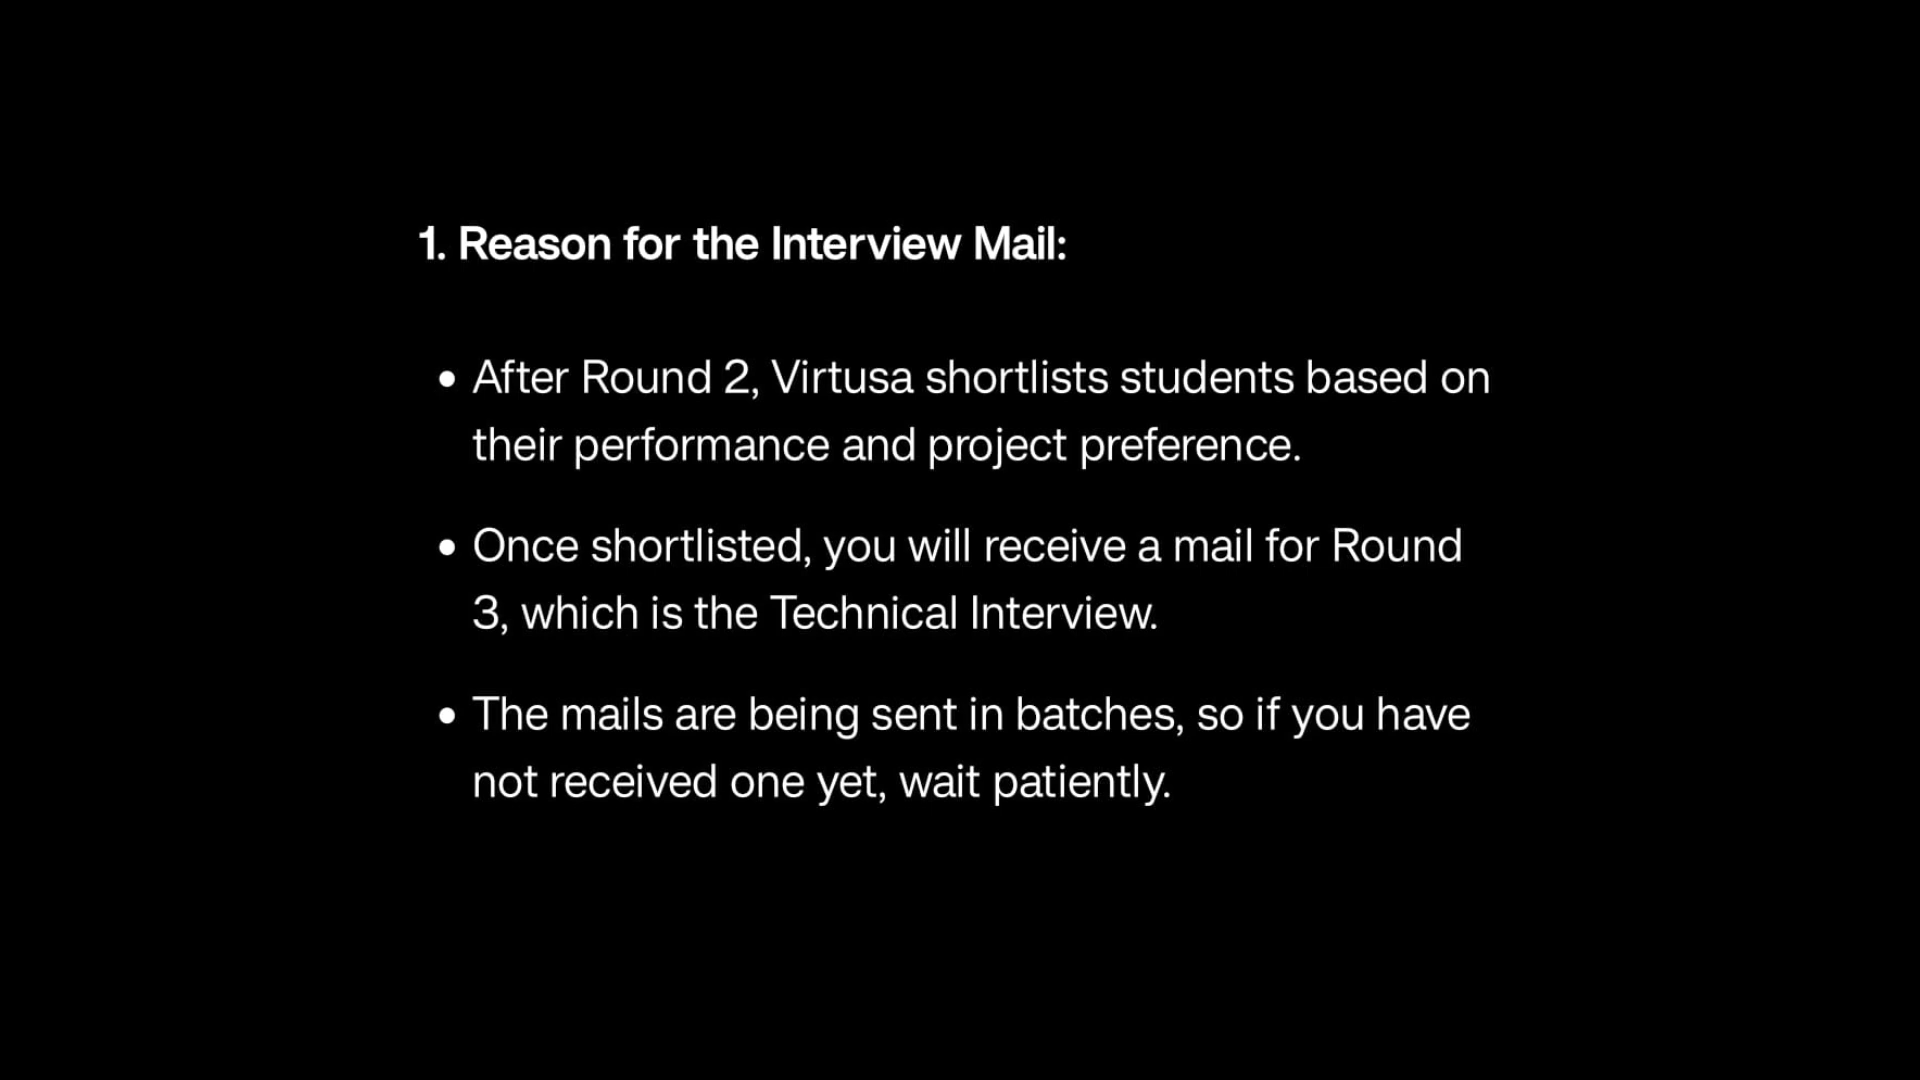 1. Reason for the Interview Mail:
• After Round 2, Virtusa shortlists students based on
their performance and project preference.
• Once shortlisted, you will receive a mail for Round
3, which is the Technical Interview.
• The mails are being sent in batches, so if you have
not received one yet, wait patiently.